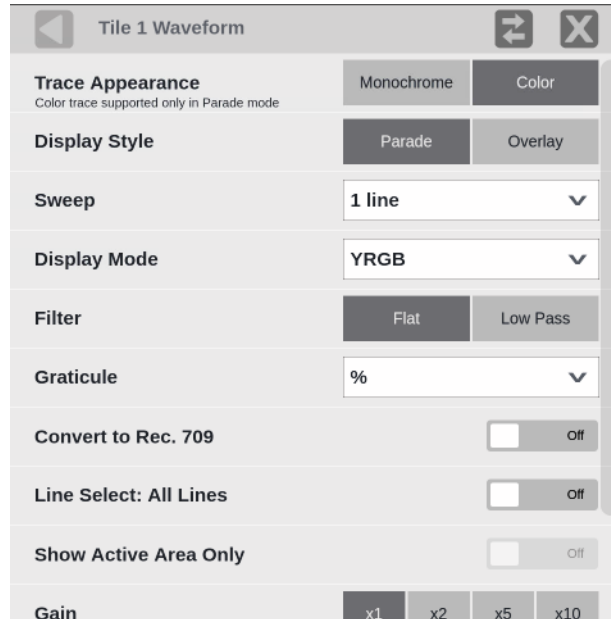 Tile 1 Waveform
Trace Appearance
Color trace supported only in Parade mode
Monochrome Color
Display Style Parade Overlay
Sweep 1 line
Display Mode YRGB
Filter Flat Low Pass
Graticule %
Convert to Rec. 709 Off
Line Select: All Lines Off
Show Active Area Only Off
Gain x1 x2 x5 x10